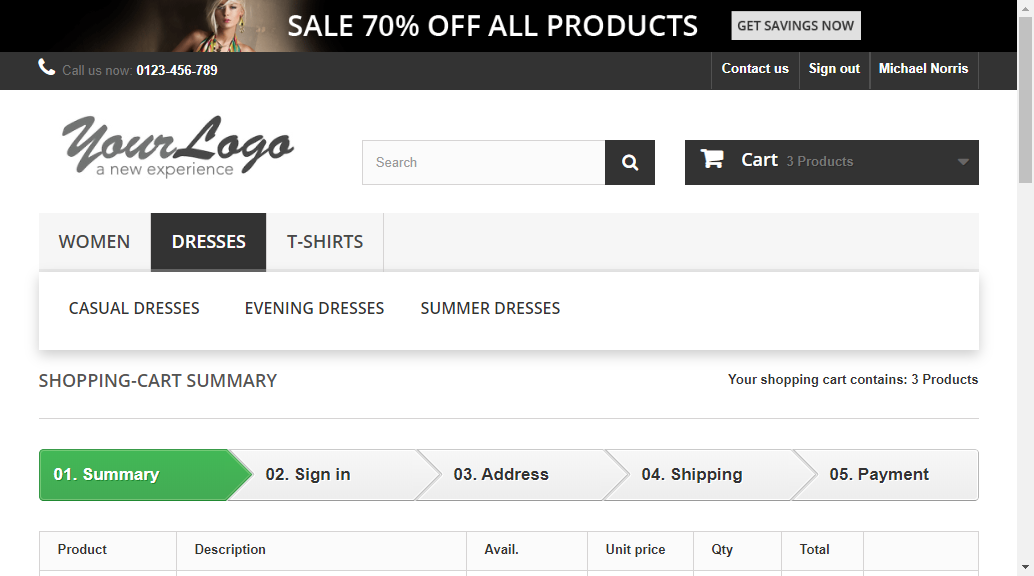 SALE 70% OFF ALL PRODUCTS GET SAVINGS NOW
Call us now: 0123-456-789 Contact us Sign out Michael Norris
YourLogo
a new experience
Search Cart 3 Products
WOMEN DRESSES T-SHIRTS
CASUAL DRESSES EVENING DRESSES SUMMER DRESSES
SHOPPING-CART SUMMARY Your shopping cart contains: 3 Products
01. Summary 02. Sign in 03. Address 04. Shipping 05. Payment
Product Description Avail. Unit price Qty Total